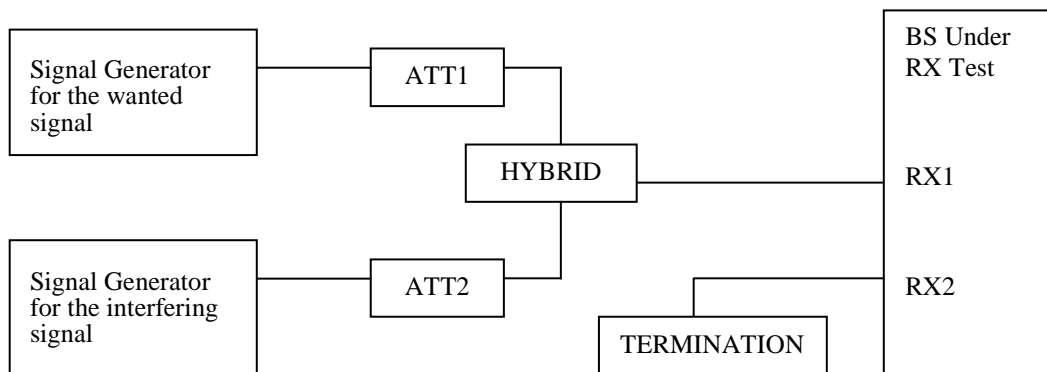 Signal Generator
for the wanted
signal
ATT1
HYBRID
BS Under
RX Test
RX1
Signal Generator
for the interfering
signal
ATT2
RX2
TERMINATION